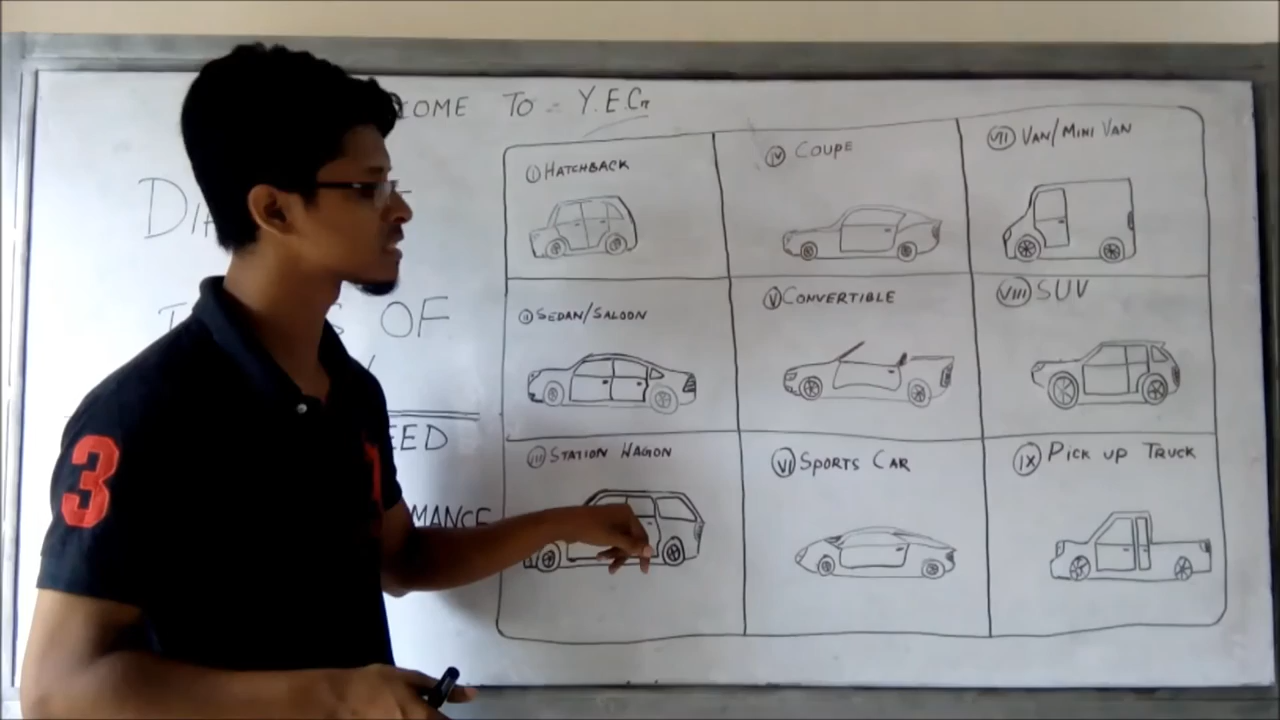 COME TO - Y.E.C.
OF
EED
MANCE
I HATCHBACK
II SEDAN/SALOON
III STATION WAGON
IV COUPE
V CONVERTIBLE
VI SPORTS CAR
VII VAN/MINI VAN
VIII SUV
IX PICK UP TRUCK
3